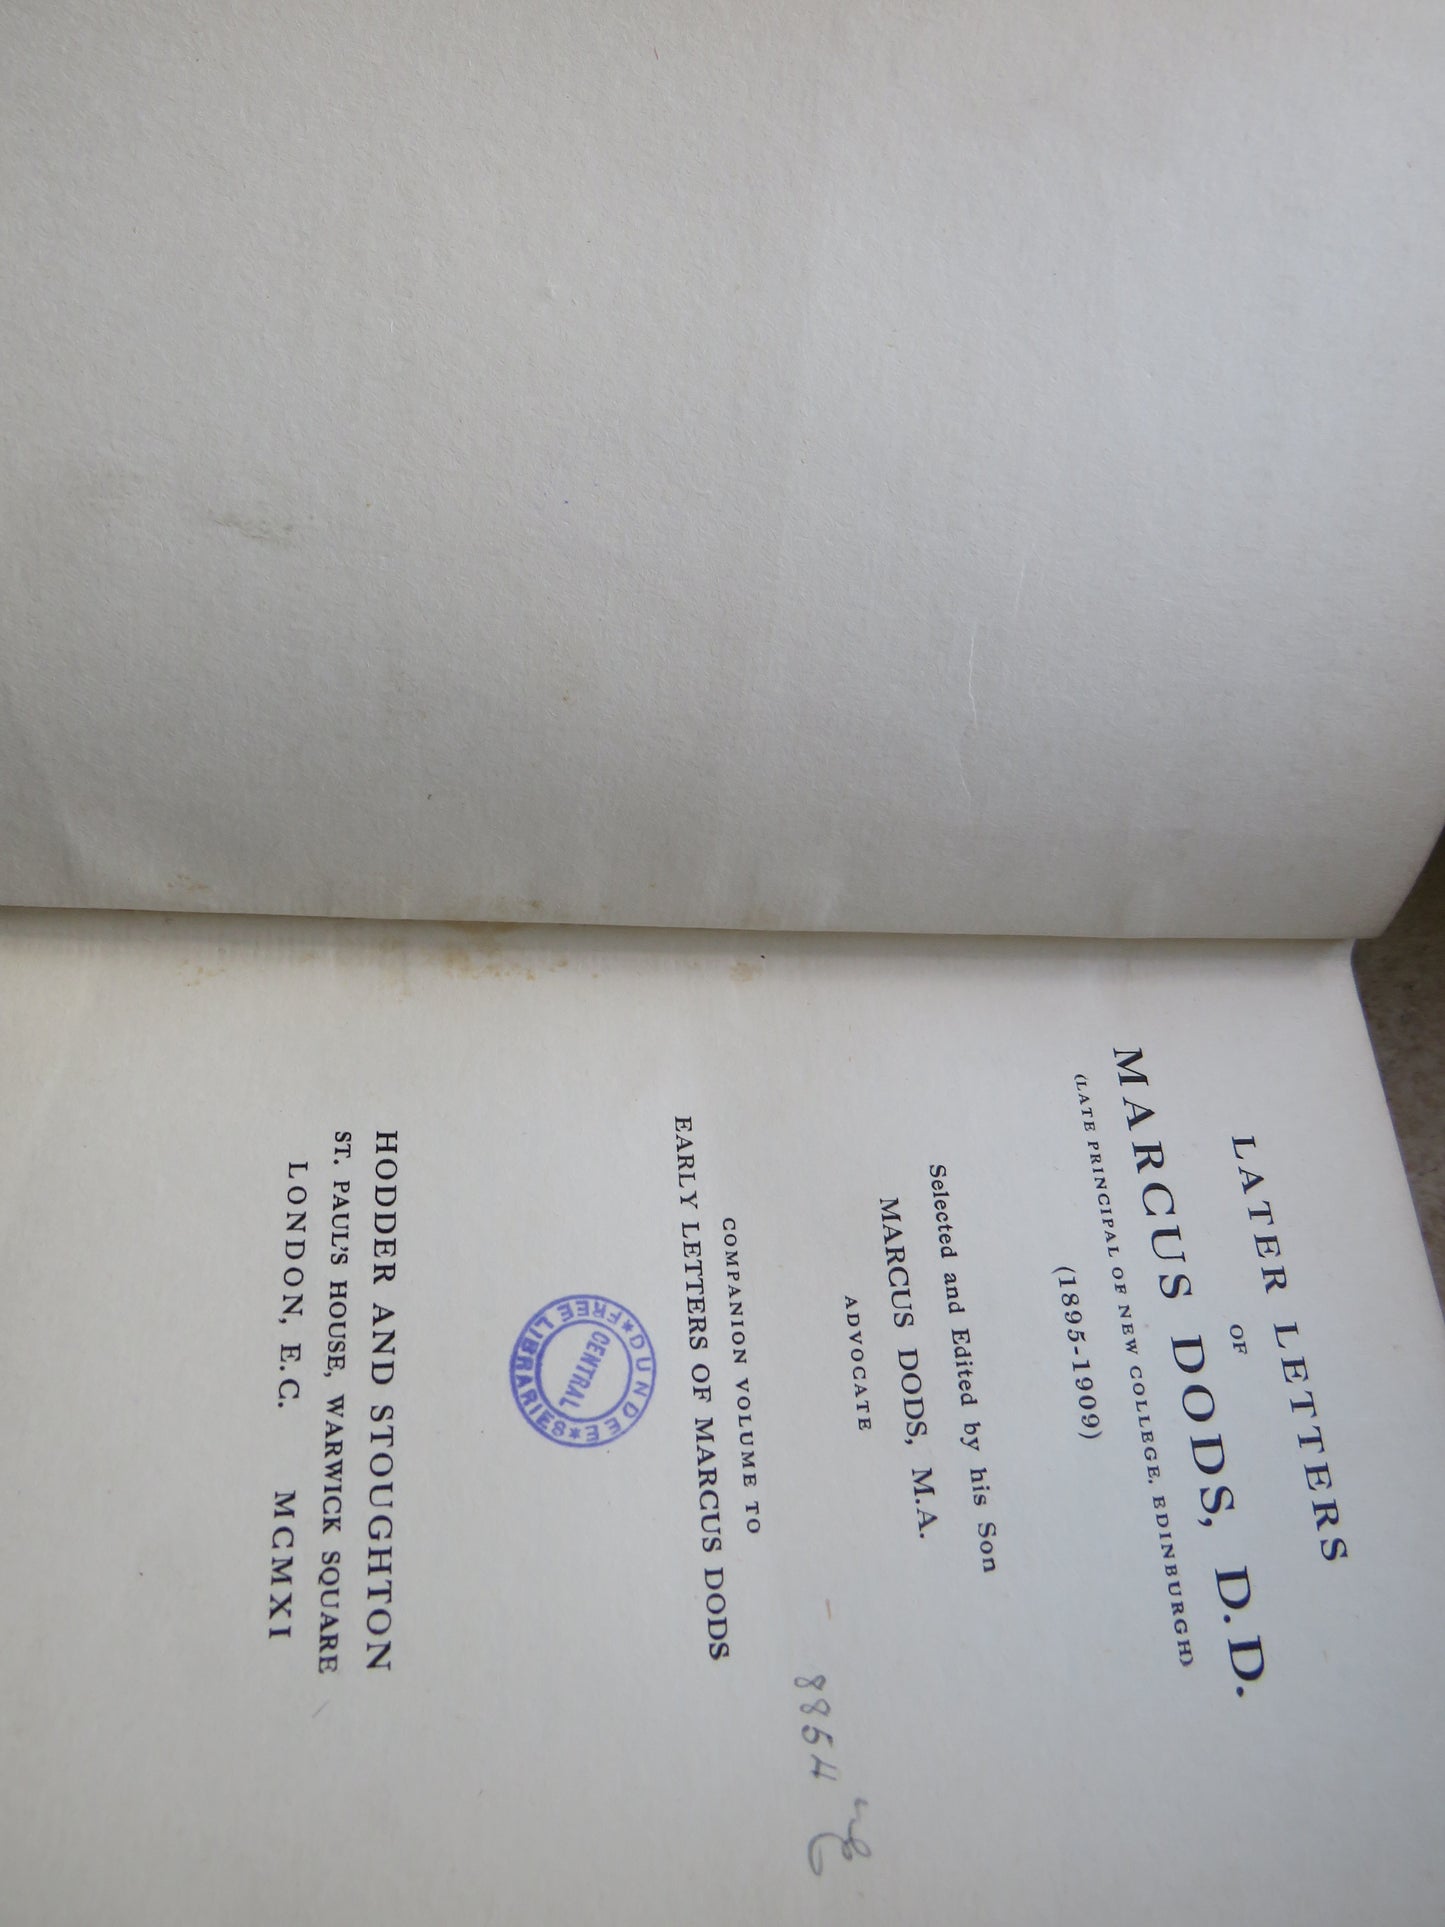 LATER LETTERS
OF
MARCUS DODS, D.D.
(LATE PRINCIPAL OF NEW COLLEGE, EDINBURGH)
(1895-1909)
Selected and Edited by his Son
MARCUS DODS, M.A.
ADVOCATE
8854
COMPANION VOLUME TO
EARLY LETTERS OF MARCUS DODS
DUNDEE
FREE LIBRARIES
CENTRAL
HODDER AND STOUGHTON
ST. PAUL'S HOUSE, WARWICK SQUARE
LONDON, E.C. MCMXI